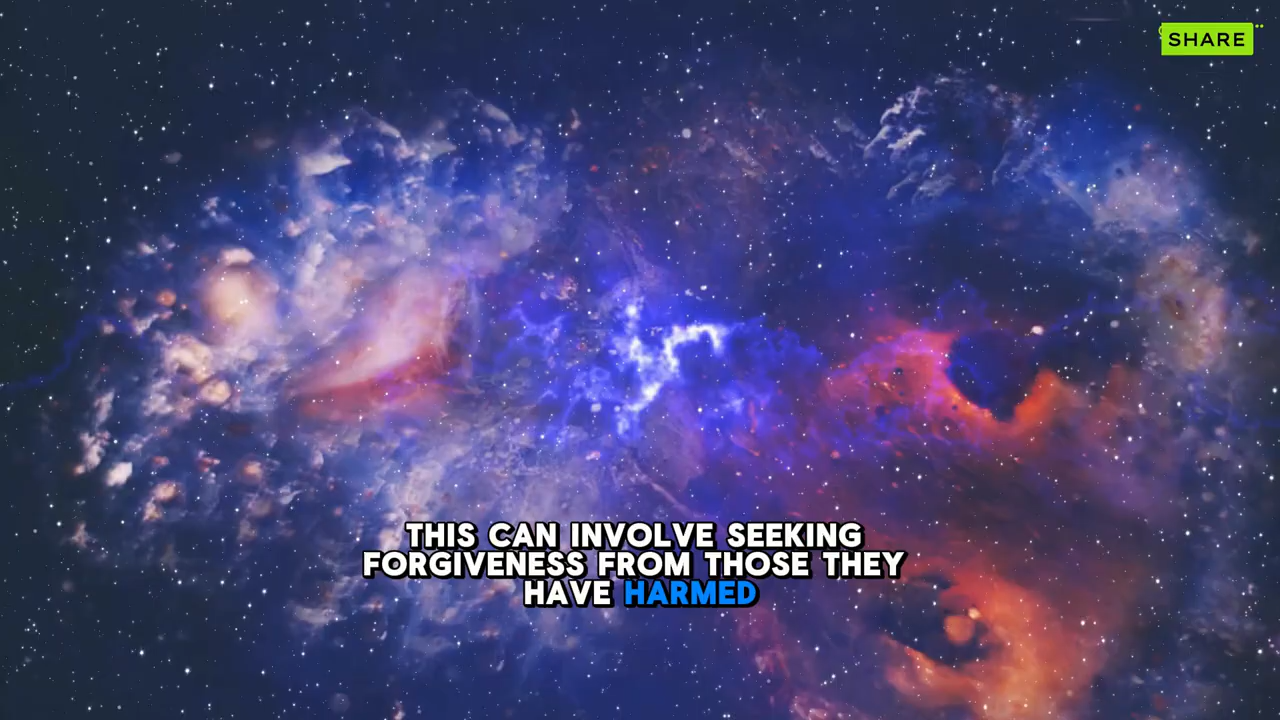 SHARE
THIS CAN INVOLVE SEEKING
FORGIVENESS FROM THOSE THEY
HAVE HARMED